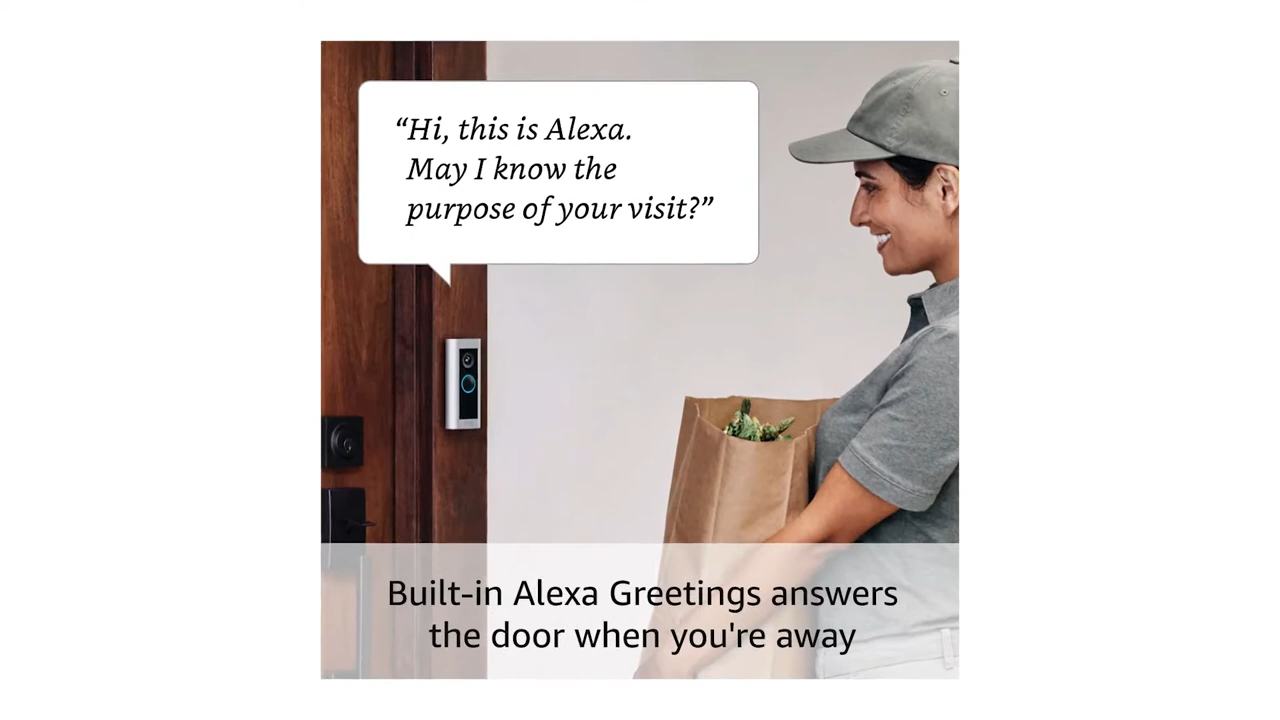 “Hi, this is Alexa.
May I know the
purpose of your visit?”
Built-in Alexa Greetings answers
the door when you're away